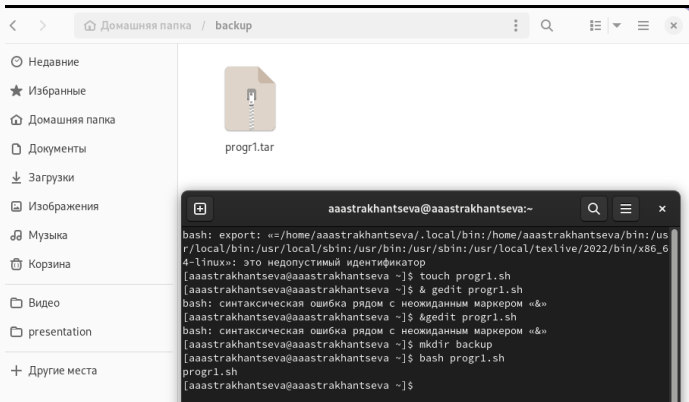 Домашняя папка / backup
Недавние
Избранные
Домашняя папка
Документы
Загрузки
Изображения
Музыка
Корзина
Видео
presentation
Другие места
progr1.tar
aaastrakhantseva@aaastrakhantseva:~
bash: export: «=/home/aaastrakhantseva/.local/bin:/home/aaastrakhantseva/bin:/us
r/local/bin:/usr/local/sbin:/usr/bin:/usr/sbin:/usr/local/texlive/2022/bin/x86_6
4-linux»: это недопустимый идентификатор
[aaastrakhantseva@aaastrakhantseva ~]$ touch progr1.sh
[aaastrakhantseva@aaastrakhantseva ~]$ & gedit progr1.sh
bash: синтаксическая ошибка рядом с неожиданным маркером «&»
[aaastrakhantseva@aaastrakhantseva ~]$ &gedit progr1.sh
bash: синтаксическая ошибка рядом с неожиданным маркером «&»
[aaastrakhantseva@aaastrakhantseva ~]$ mkdir backup
[aaastrakhantseva@aaastrakhantseva ~]$ bash progr1.sh
progr1.sh
[aaastrakhantseva@aaastrakhantseva ~]$